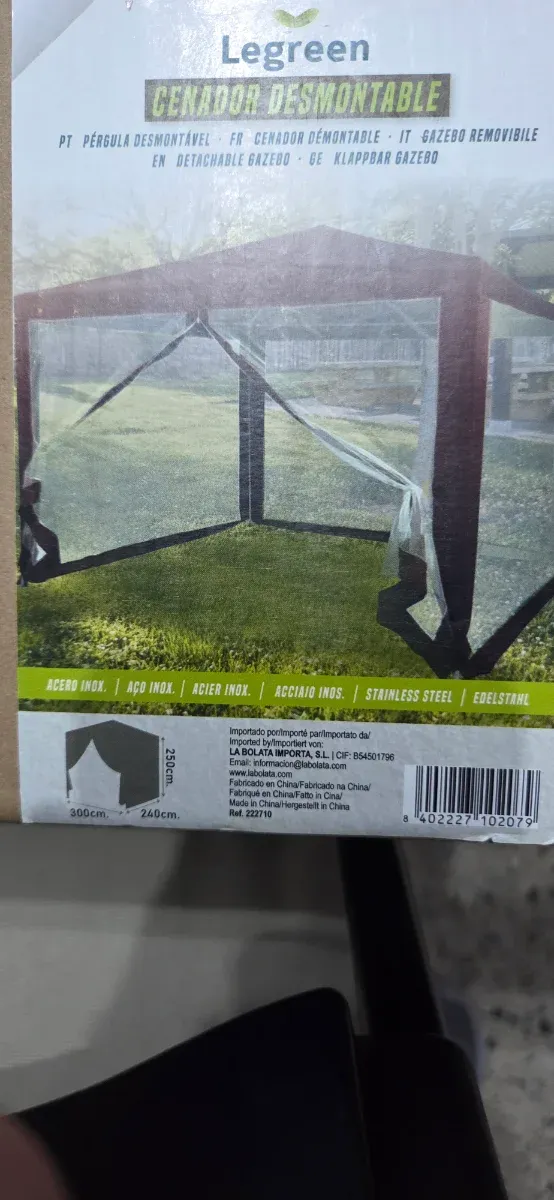 Legreen
CENADOR DESMONTABLE
PT PÉRGULA DESMONTÁVEL · FR CENADOR DÉMONTABLE · IT GAZEBO REMOVIBILE
EN DETACHABLE GAZEBO · GE KLAPPBAR GAZEBO
ACERO INOX. | AÇO INOX. | ACIER INOX. | ACCIAIO INOS. | STAINLESS STEEL | EDELSTAHL
250cm.
300cm. 240cm.
Importado por/Importé par/Importato da/
Imported by/Importiert von:
LA BOLATA IMPORTA, S.L. | CIF: B54501796
Email: informacion@labolata.com
www.labolata.com
Fabricado en China/Fabricado na China/
Fabriqué en China/Fatto in Cina/
Made in China/Hergestellt in China
Ref. 222710
8 402227 102079